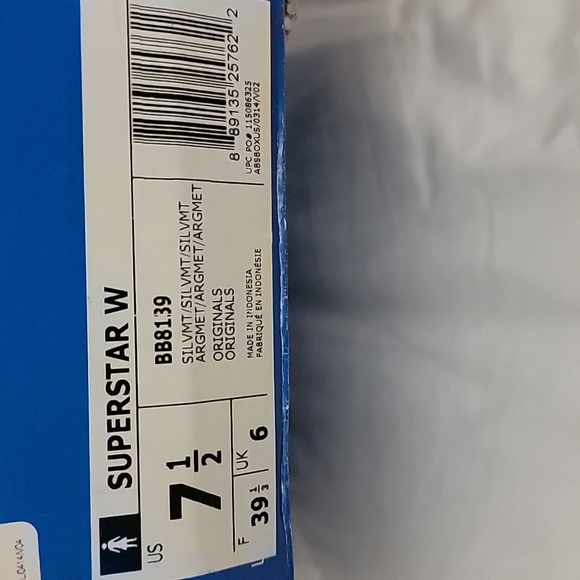 SUPERSTAR W
US
7 1/2
F
39 1/3
UK
6
BB8139
SILVMT/SILVMT/SILVMT
ARGMET/ARGMET/ARGMET
ORIGINALS
ORIGINALS
MADE IN INDONESIA
FABRIQUÉ EN INDONÉSIE
8 89135 25762 2
UPC PO# 115086325
ABSBOXUS/0314/V02